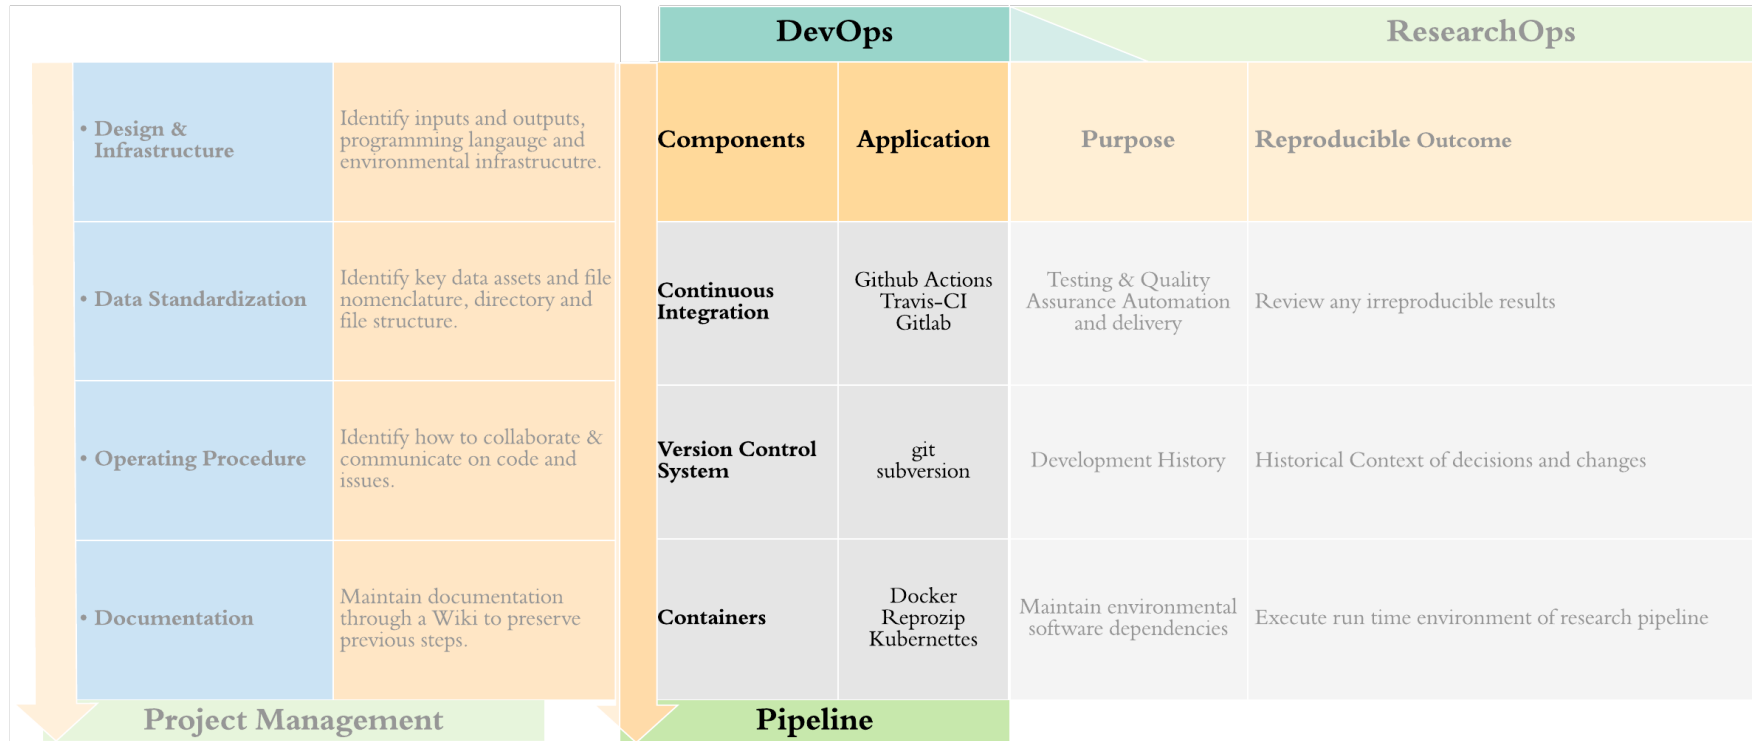 DevOps
ResearchOps
• Design &
Infrastructure
Identify inputs and outputs,
programming langauge and
environmental infrastrucutre.
Components
Application
Purpose
Reproducible Outcome
• Data Standardization
Identify key data assets and file
nomenclature, directory and
file structure.
Continuous
Integration
Github Actions
Travis-CI
Gitlab
Testing & Quality
Assurance Automation
and delivery
Review any irreproducible results
• Operating Procedure
Identify how to collaborate &
communicate on code and
issues.
Version Control
System
git
subversion
Development History
Historical Context of decisions and changes
• Documentation
Maintain documentation
through a Wiki to preserve
previous steps.
Containers
Docker
Reprozip
Kubernettes
Maintain environmental
software dependencies
Execute run time environment of research pipeline
Project Management
Pipeline